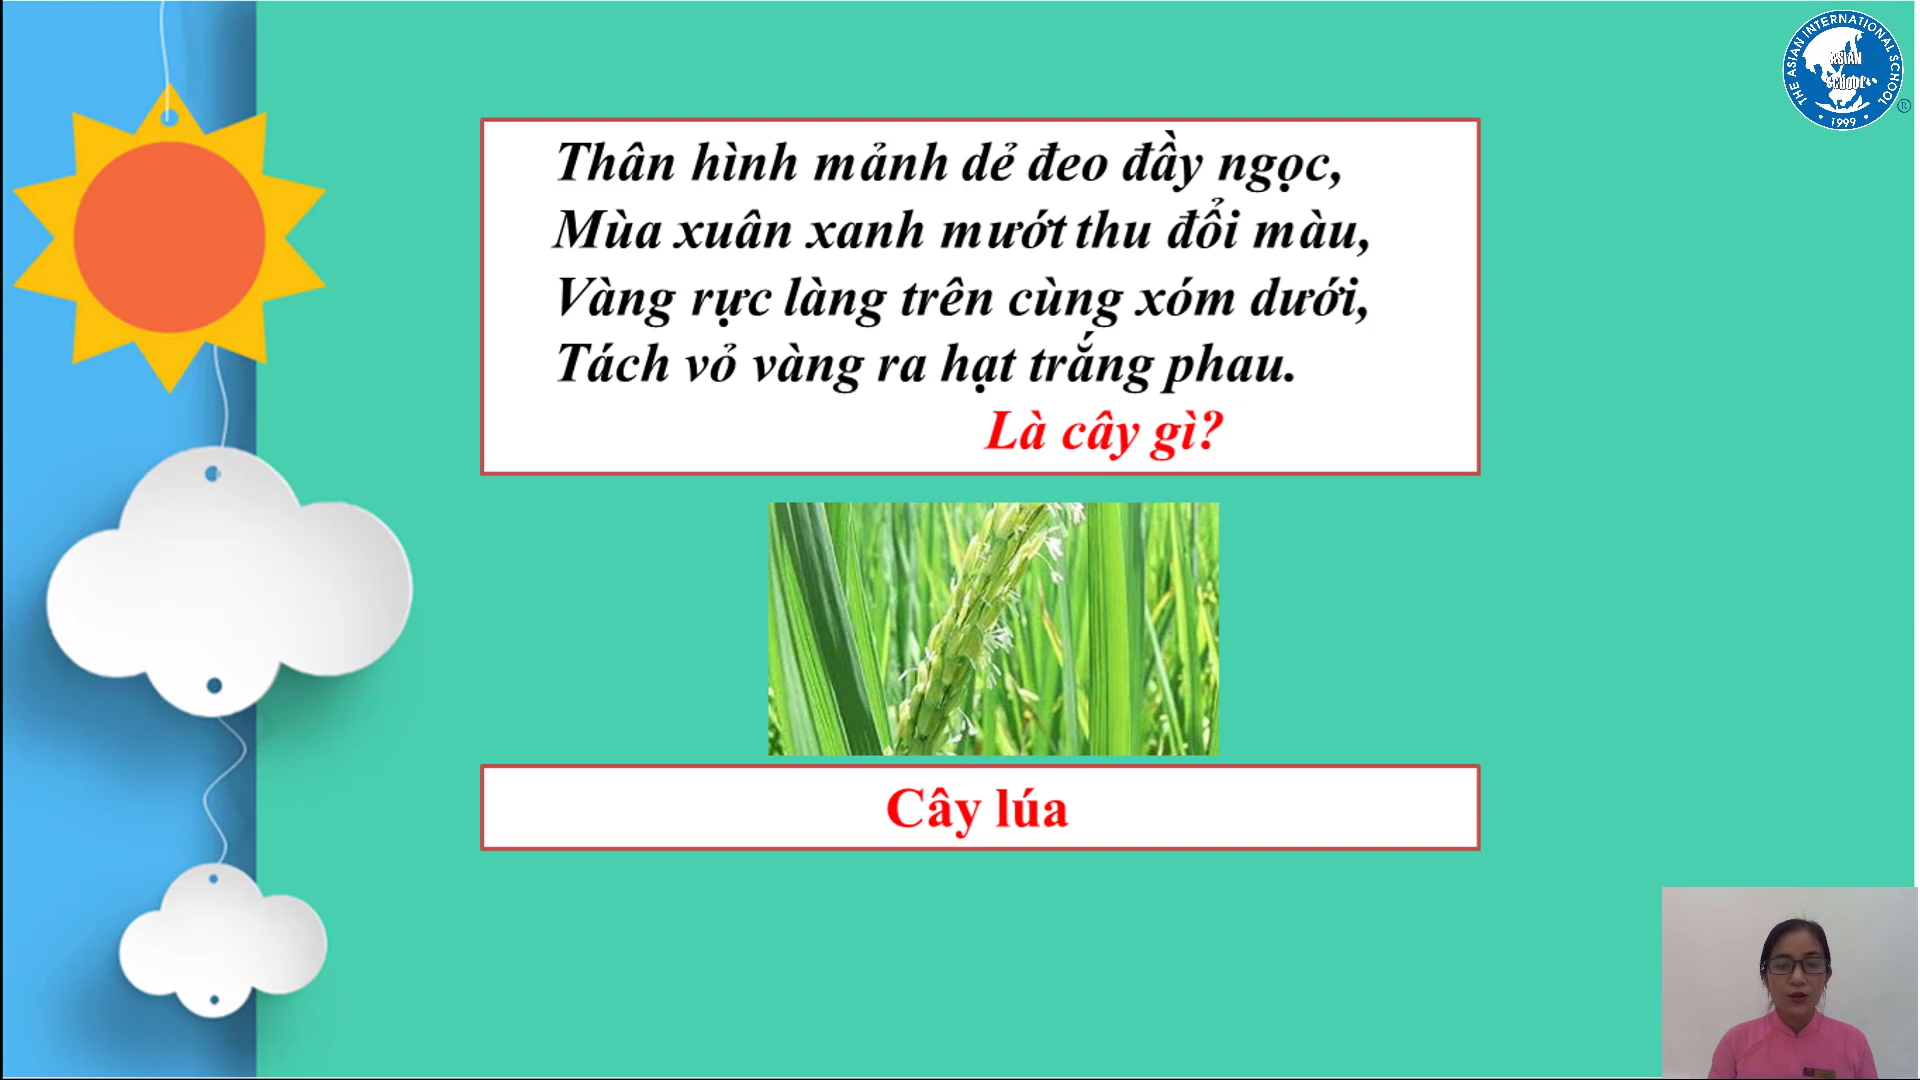 Thân hình mảnh dẻ đeo đầy ngọc,
Mùa xuân xanh mướt thu đổi màu,
Vàng rực làng trên cùng xóm dưới,
Tách vỏ vàng ra hạt trắng phau.
Là cây gì?
Cây lúa
THE ASIAN INTERNATIONAL SCHOOL
ASIAN
SCHOOL
®
• 1999 •